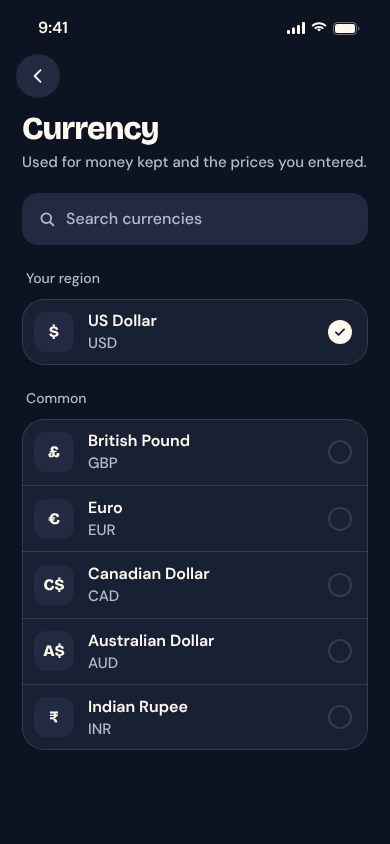 9:41
Currency
Used for money kept and the prices you entered.
Search currencies
Your region
$
US Dollar
USD
Common
£
British Pound
GBP
€
Euro
EUR
C$
Canadian Dollar
CAD
A$
Australian Dollar
AUD
₹
Indian Rupee
INR